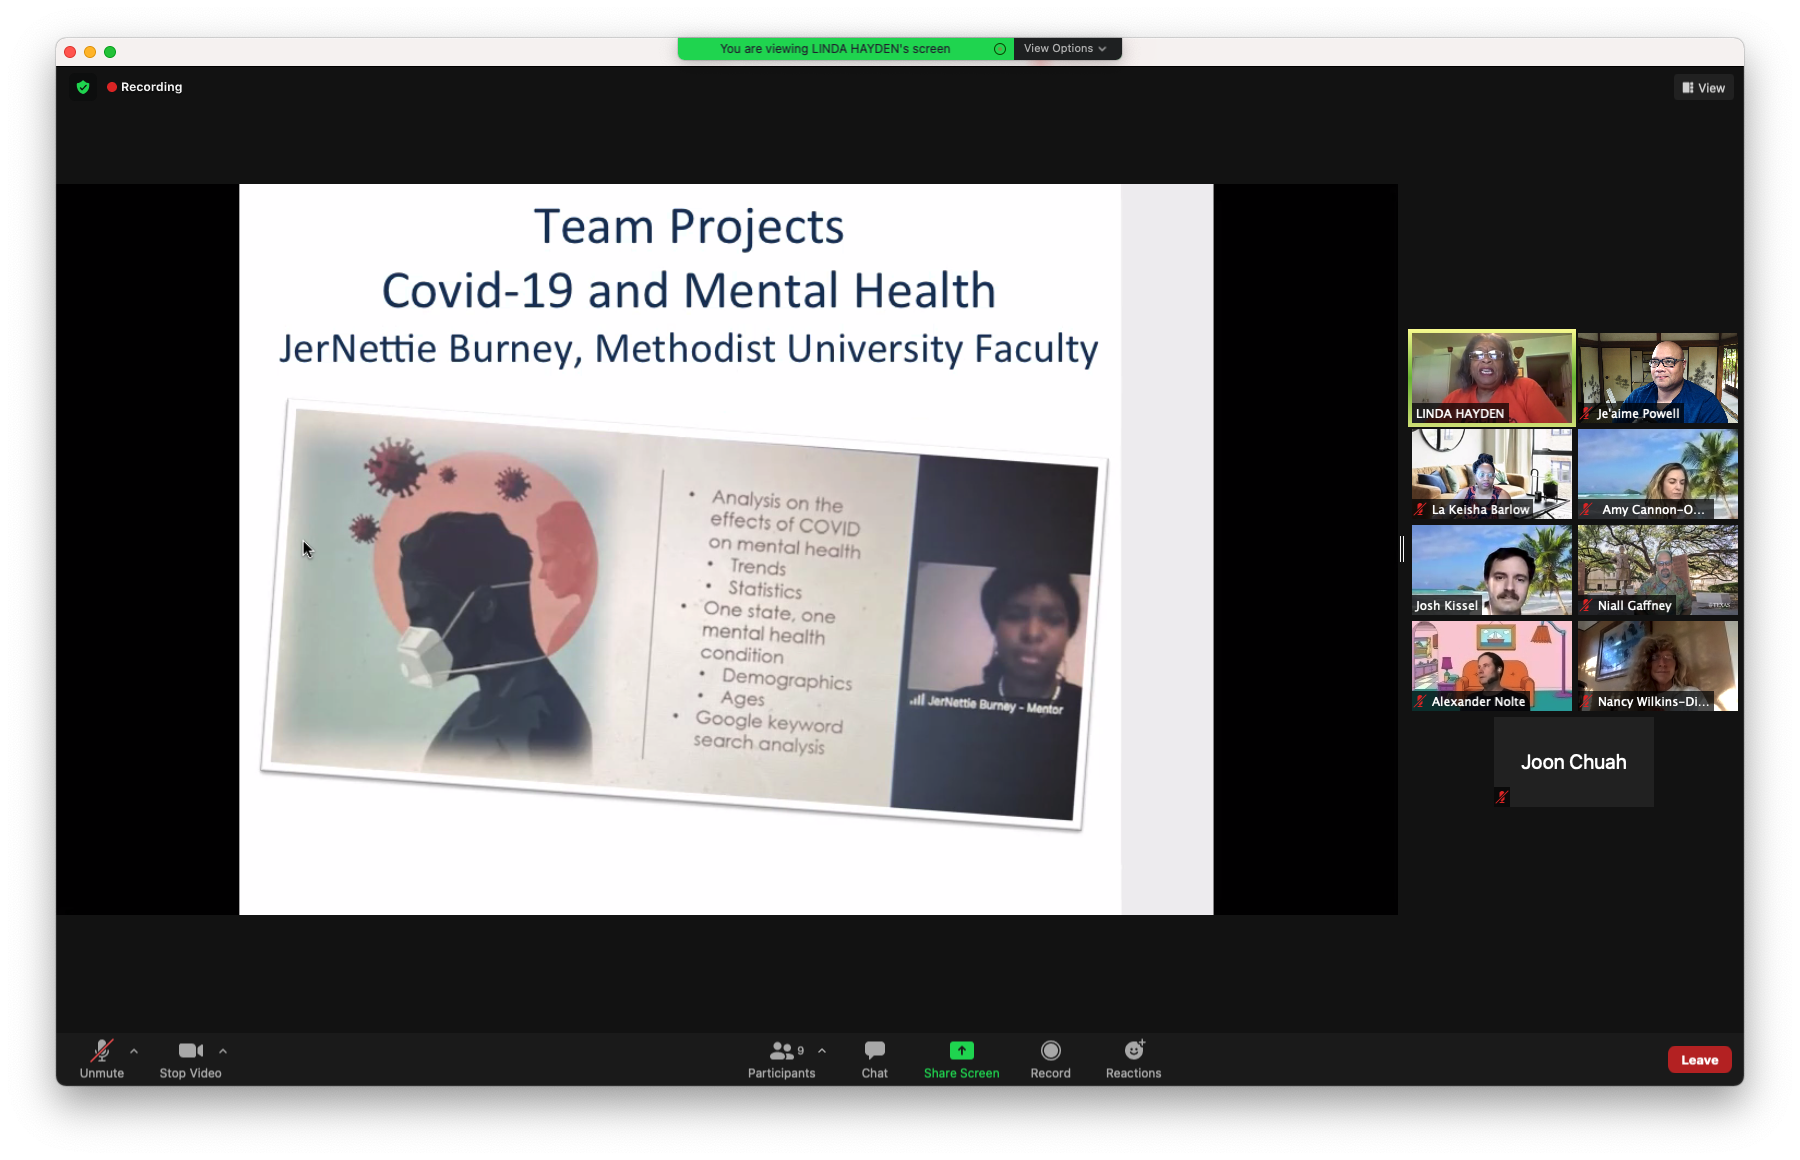 You are viewing LINDA HAYDEN's screen
View Options
Recording
View
Team Projects
Covid-19 and Mental Health
JerNettie Burney, Methodist University Faculty
• Analysis on the
effects of COVID
on mental health
• Trends
• Statistics
• One state, one
mental health
condition
• Demographics
• Ages
• Google keyword
search analysis
JerNettie Burney - Mentor
LINDA HAYDEN
Je'aime Powell
La Keisha Barlow
Amy Cannon-O...
Josh Kissel
Niall Gaffney
TEXAS
Alexander Nolte
Nancy Wilkins-Di...
Joon Chuah
Unmute
Stop Video
9
Participants
Chat
Share Screen
Record
Reactions
Leave